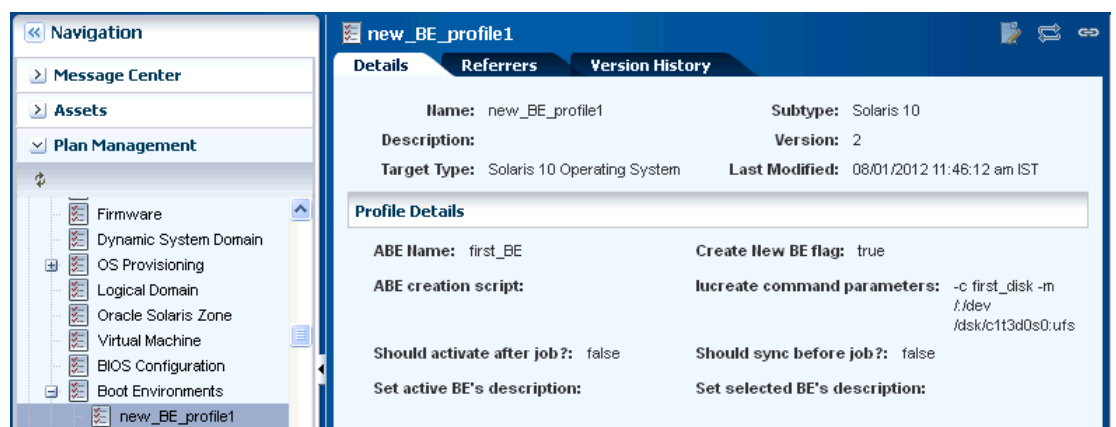 Navigation
Message Center
Assets
Plan Management
Firmware
Dynamic System Domain
OS Provisioning
Logical Domain
Oracle Solaris Zone
Virtual Machine
BIOS Configuration
Boot Environments
new_BE_profile1
new_BE_profile1
Details Referrers Version History
Name: new_BE_profile1 Subtype: Solaris 10
Description: Version: 2
Target Type: Solaris 10 Operating System Last Modified: 08/01/2012 11:46:12 am IST
Profile Details
ABE Name: first_BE Create New BE flag: true
ABE creation script: lucreate command parameters: -c first_disk -m
/:/dev
/dsk/c1t3d0s0:ufs
Should activate after job?: false Should sync before job?: false
Set active BE's description: Set selected BE's description: